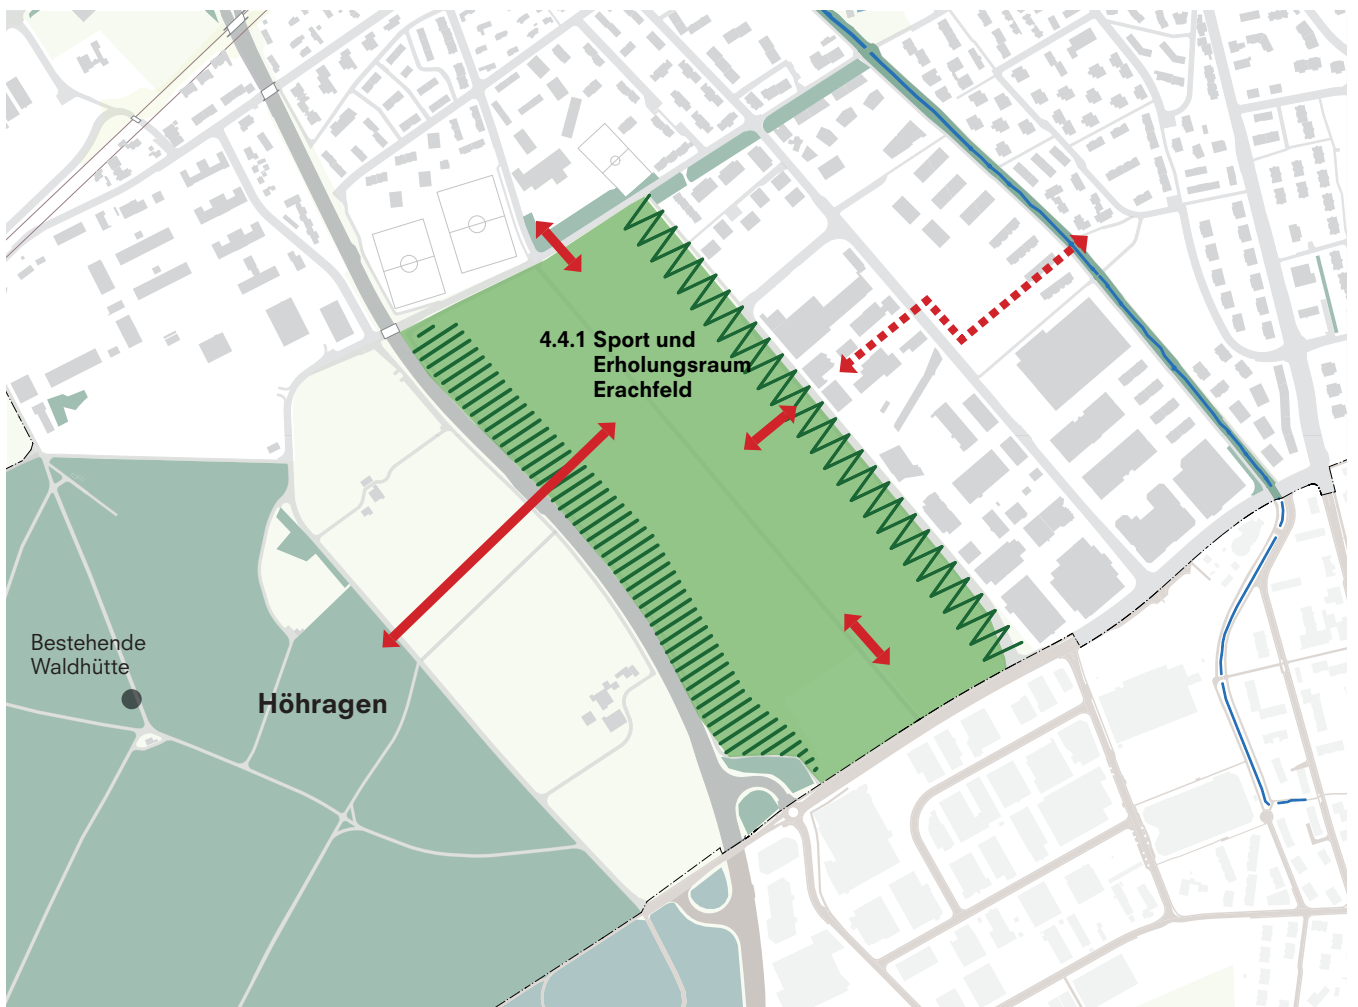 4.4.1 Sport und
Erholungsraum
Erachfeld
Bestehende
Waldhütte
Höhragen